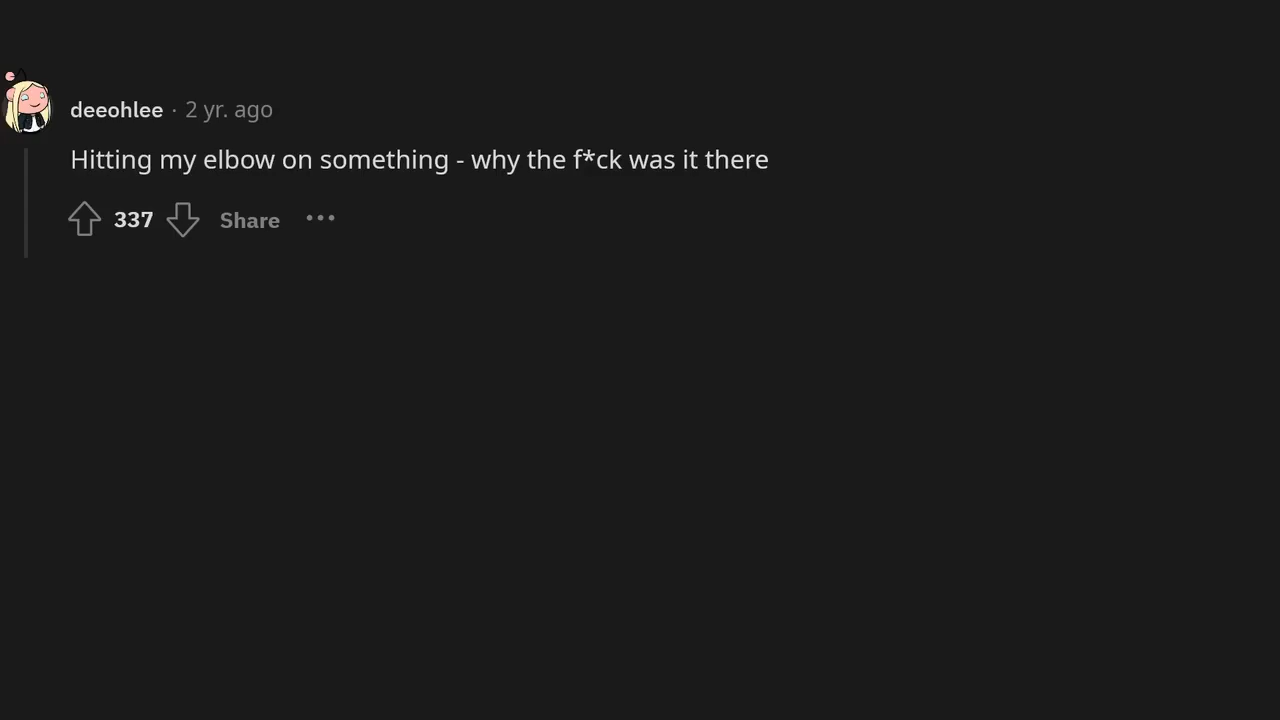 deeohlee · 2 yr. ago
Hitting my elbow on something - why the f*ck was it there
337 Share ...